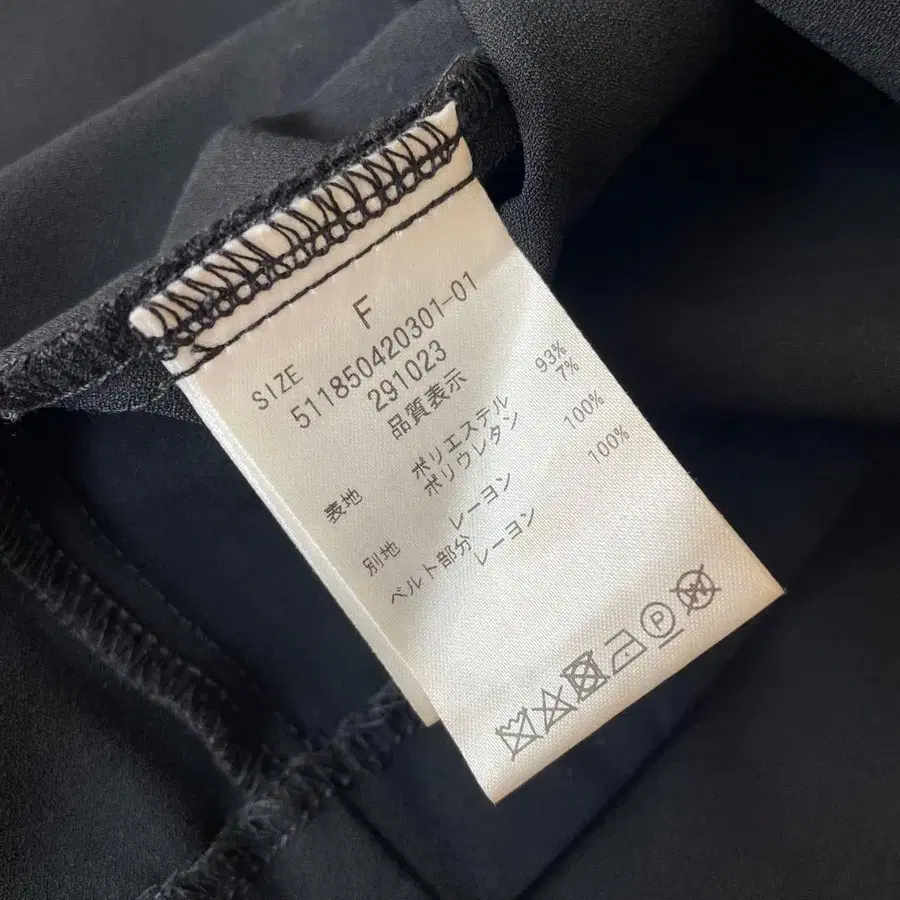 SIZE F
511850420301-01
291023
品質表示
表地 ポリエステル 93%
ポリウレタン 7%
別地 レーヨン 100%
ベルト部分
レーヨン 100%
P W